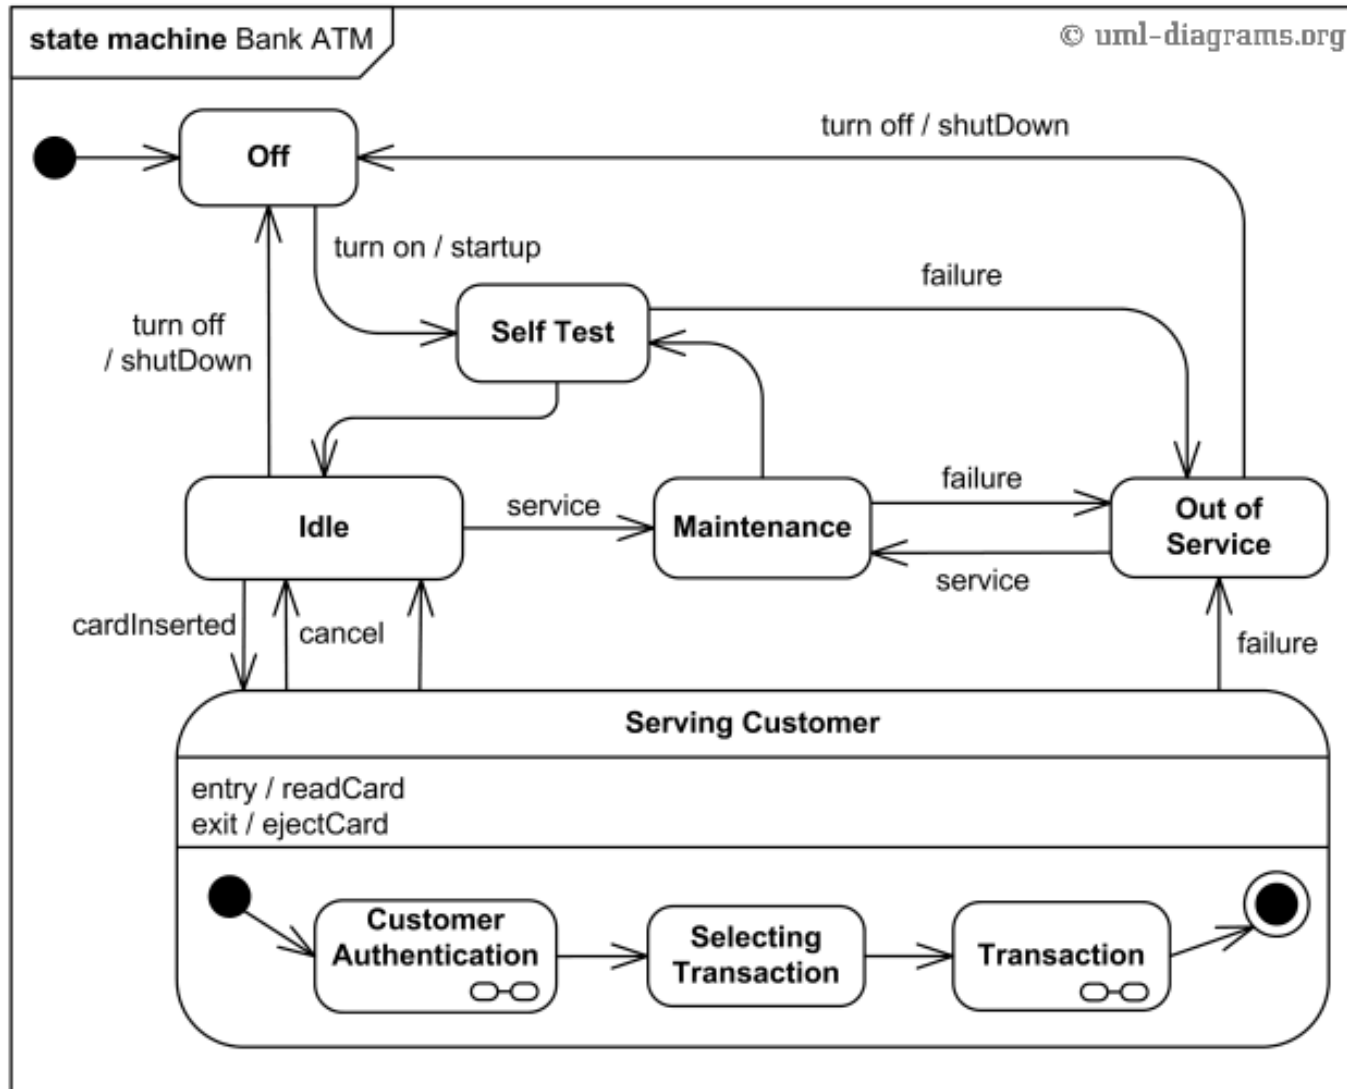 state machine Bank ATM
© uml-diagrams.org
turn off / shutDown
Off
turn on / startup
failure
turn off
/ shutDown
Self Test
Idle
service
Maintenance
failure
service
Out of
Service
cardInserted
cancel
failure
Serving Customer
entry / readCard
exit / ejectCard
Customer
Authentication
Selecting
Transaction
Transaction